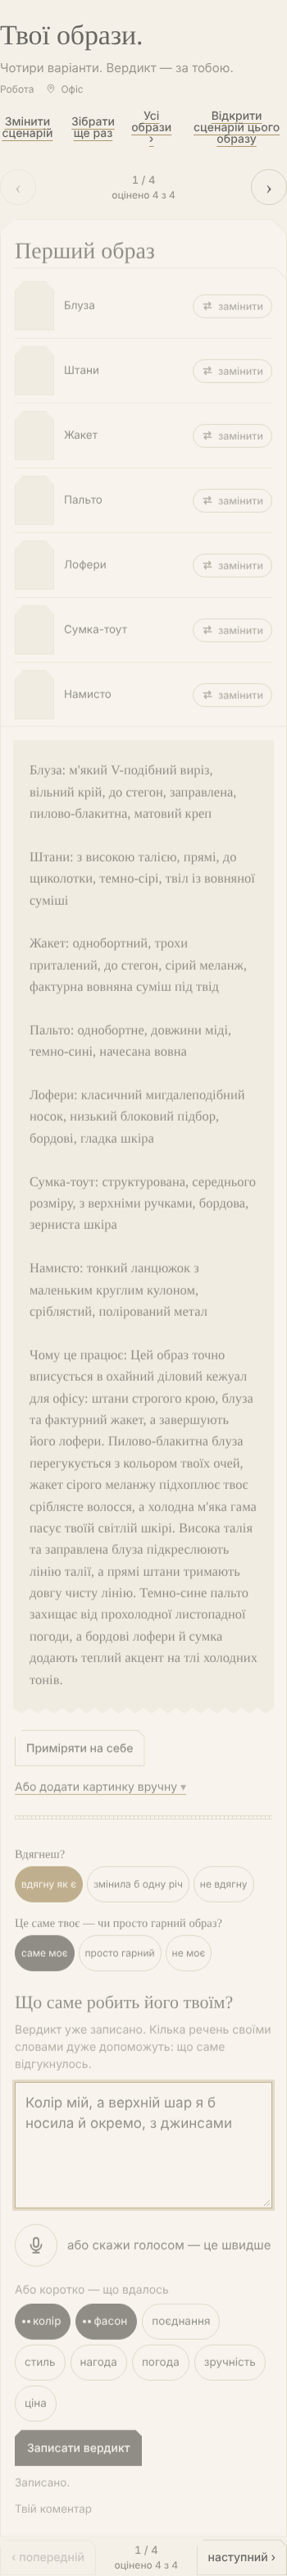 Твої образи.
Чотири варіанти. Вердикт — за тобою.
Робота Офіс
Змінити сценарій
Зібрати ще раз
Усі образи ›
Відкрити сценарій цього образу
‹
1 / 4
оцінено 4 з 4
›
Перший образ
Блуза ⇄ замінити
Штани ⇄ замінити
Жакет ⇄ замінити
Пальто ⇄ замінити
Лофери ⇄ замінити
Сумка-тоут ⇄ замінити
Намисто ⇄ замінити
Блуза: м'який V-подібний виріз,
вільний крій, до стегон, заправлена,
пилово-блакитна, матовий креп
Штани: з високою талією, прямі, до
щиколотки, темно-сірі, твіл із вовняної
суміші
Жакет: однобортний, трохи
приталений, до стегон, сірий меланж,
фактурна вовняна суміш під твід
Пальто: однобортне, довжини міді,
темно-сині, начесана вовна
Лофери: класичний мигдалеподібний
носок, низький блоковий підбор,
бордові, гладка шкіра
Сумка-тоут: структурована, середнього
розміру, з верхніми ручками, бордова,
зерниста шкіра
Намисто: тонкий ланцюжок з
маленьким круглим кулоном,
сріблястий, полірований метал
Чому це працює: Цей образ точно
вписується в охайний діловий кежуал
для офісу: штани строгого крою, блуза
та фактурний жакет, а завершують
його лофери. Пилово-блакитна блуза
перегукується з кольором твоїх очей,
жакет сірого меланжу підхоплює твоє
сріблясте волосся, а холодна м'яка гама
пасує твоїй світлій шкірі. Висока талія
та заправлена блуза підкреслюють
лінію талії, а прямі штани тримають
довгу чисту лінію. Темно-сине пальто
захищає від прохолодної листопадної
погоди, а бордові лофери й сумка
додають теплий акцент на тлі холодних
тонів.
Приміряти на себе
Або додати картинку вручну ▾
Вдягнеш?
вдягну як є змінила б одну річ не вдягну
Це саме твоє — чи просто гарний образ?
саме моє просто гарний не моє
Що саме робить його твоїм?
Вердикт уже записано. Кілька речень своїми
словами дуже допоможуть: що саме
відгукнулось.
Колір мій, а верхній шар я б
носила й окремо, з джинсами
або скажи голосом — це швидше
Або коротко — що вдалось
•• колір •• фасон поєднання
стиль нагода погода зручність
ціна
Записати вердикт
Записано.
Твій коментар
‹ попередній
1 / 4
оцінено 4 з 4
наступний ›